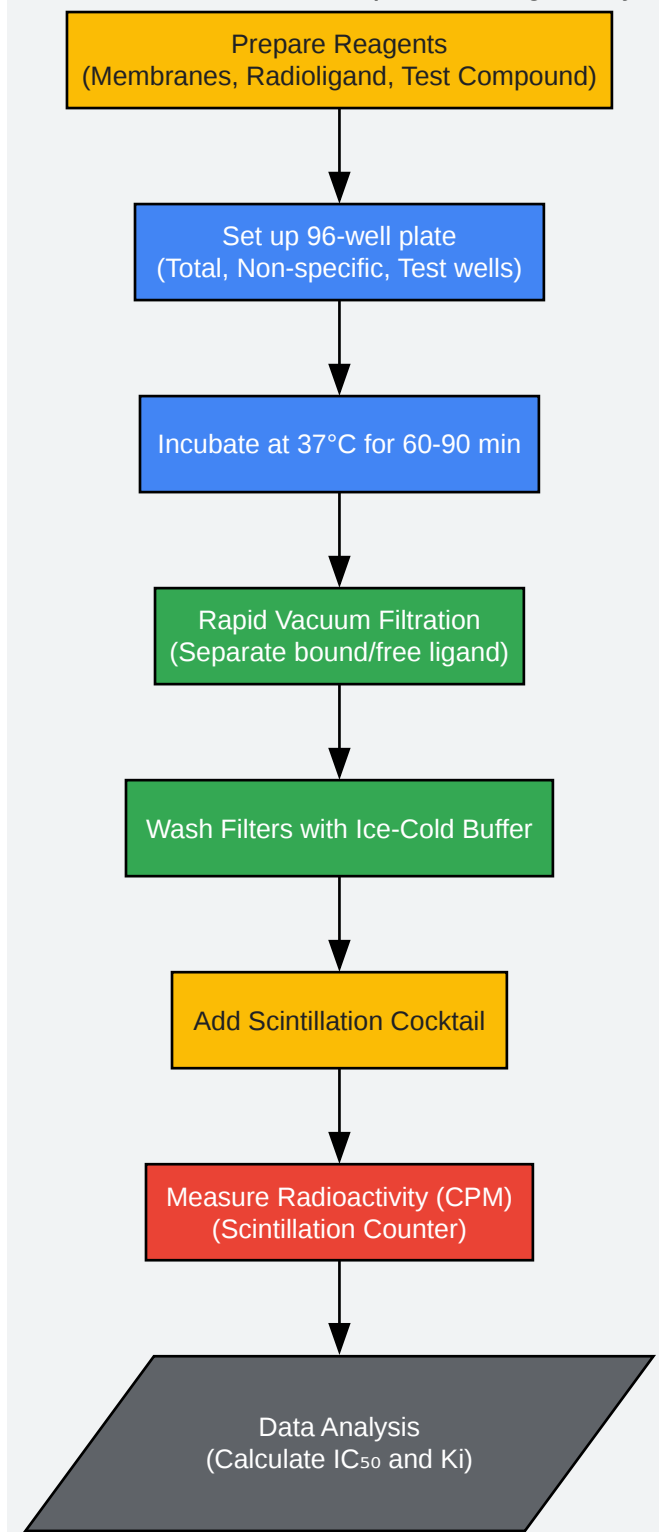 Prepare Reagents
(Membranes, Radioligand, Test Compound)
Set up 96-well plate
(Total, Non-specific, Test wells)
Incubate at 37°C for 60-90 min
Rapid Vacuum Filtration
(Separate bound/free ligand)
Wash Filters with Ice-Cold Buffer
Add Scintillation Cocktail
Measure Radioactivity (CPM)
(Scintillation Counter)
Data Analysis
(Calculate IC₅₀ and Ki)